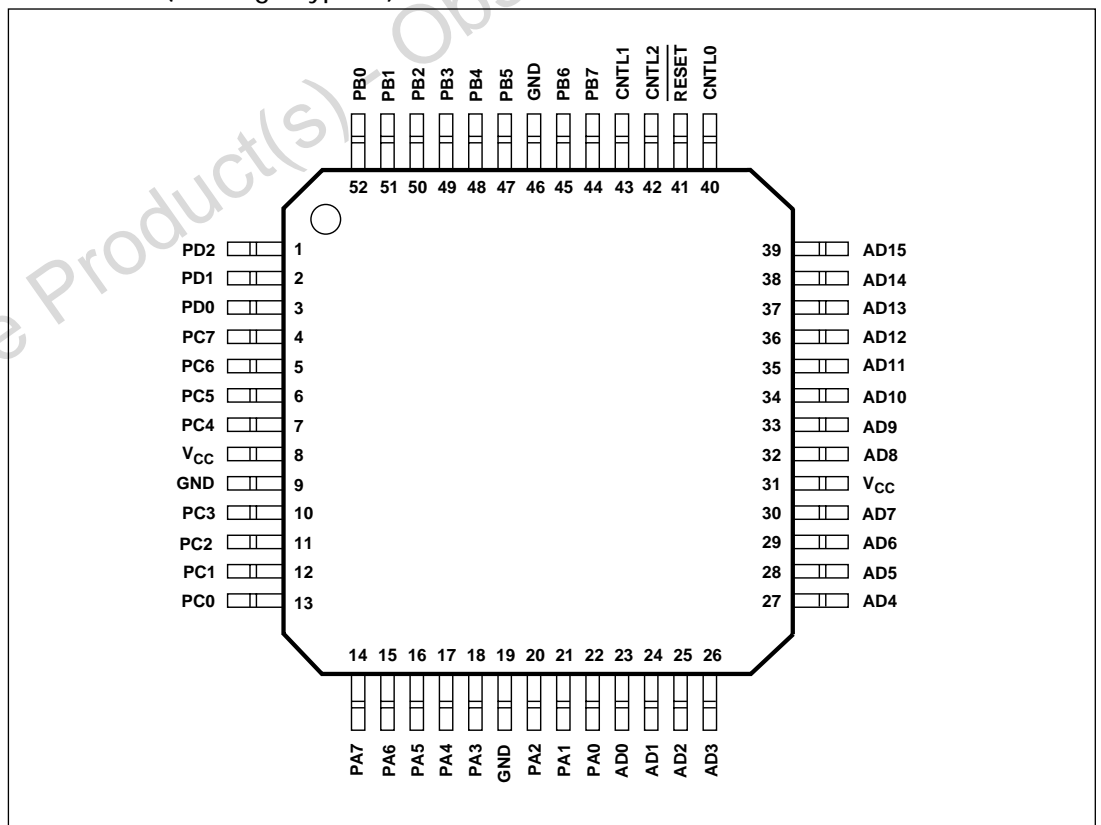 PB0 PB1 PB2 PB3 PB4 PB5 GND PB6 PB7 CNTL1 CNTL2 RESET CNTL0
52 51 50 49 48 47 46 45 44 43 42 41 40
PD2 1 39 AD15
PD1 2 38 AD14
PD0 3 37 AD13
PC7 4 36 AD12
PC6 5 35 AD11
PC5 6 34 AD10
PC4 7 33 AD9
VCC 8 32 AD8
GND 9 31 VCC
PC3 10 30 AD7
PC2 11 29 AD6
PC1 12 28 AD5
PC0 13 27 AD4
14 15 16 17 18 19 20 21 22 23 24 25 26
PA7 PA6 PA5 PA4 PA3 GND PA2 PA1 PA0 AD0 AD1 AD2 AD3
Product(s) -